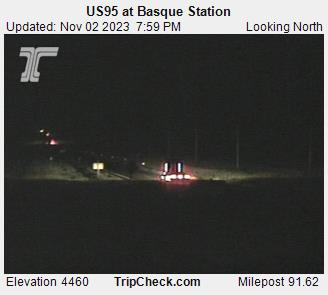 US95 at Basque Station
Updated: Nov 02 2023 7:59 PM Looking North
Elevation 4460 TripCheck.com Milepost 91.62